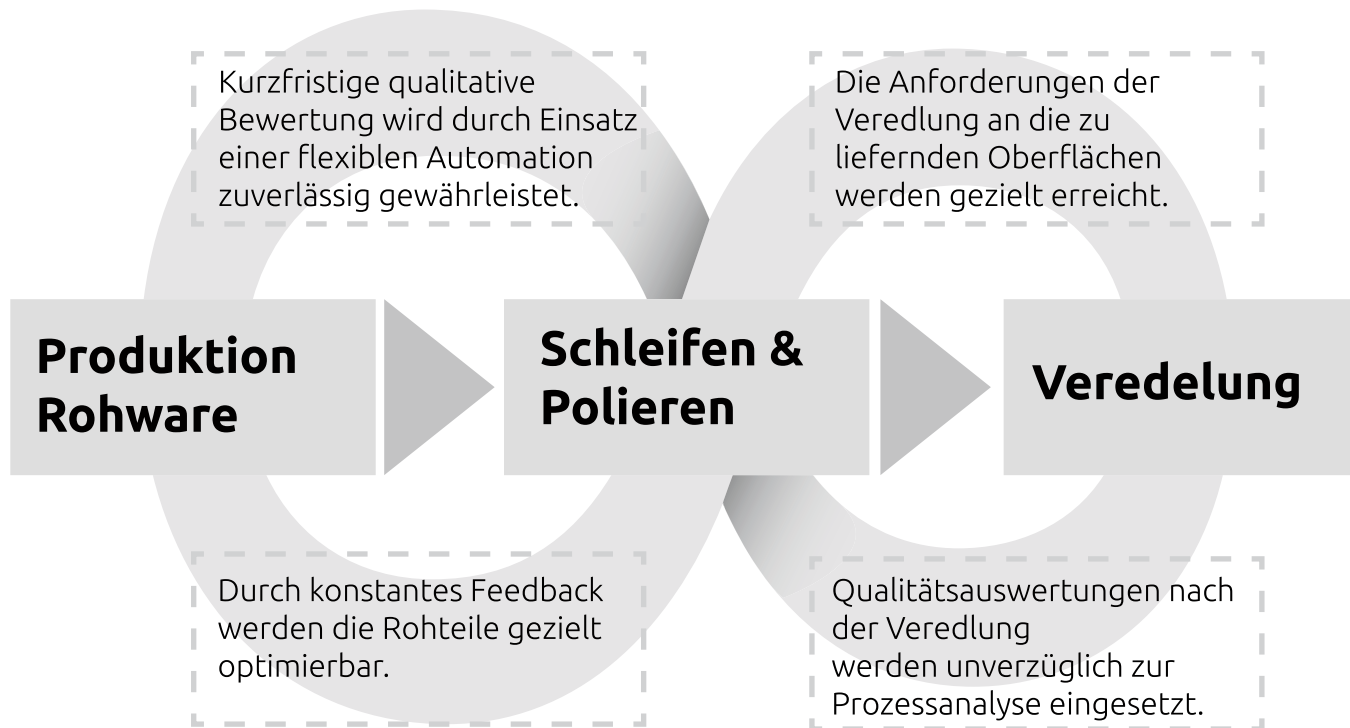 Kurzfristige qualitative
Bewertung wird durch Einsatz
einer flexiblen Automation
zuverlässig gewährleistet.
Die Anforderungen der
Veredlung an die zu
liefernden Oberflächen
werden gezielt erreicht.
Produktion
Rohware
Schleifen &
Polieren
Veredelung
Durch konstantes Feedback
werden die Rohteile gezielt
optimierbar.
Qualitätsauswertungen nach
der Veredlung
werden unverzüglich zur
Prozessanalyse eingesetzt.